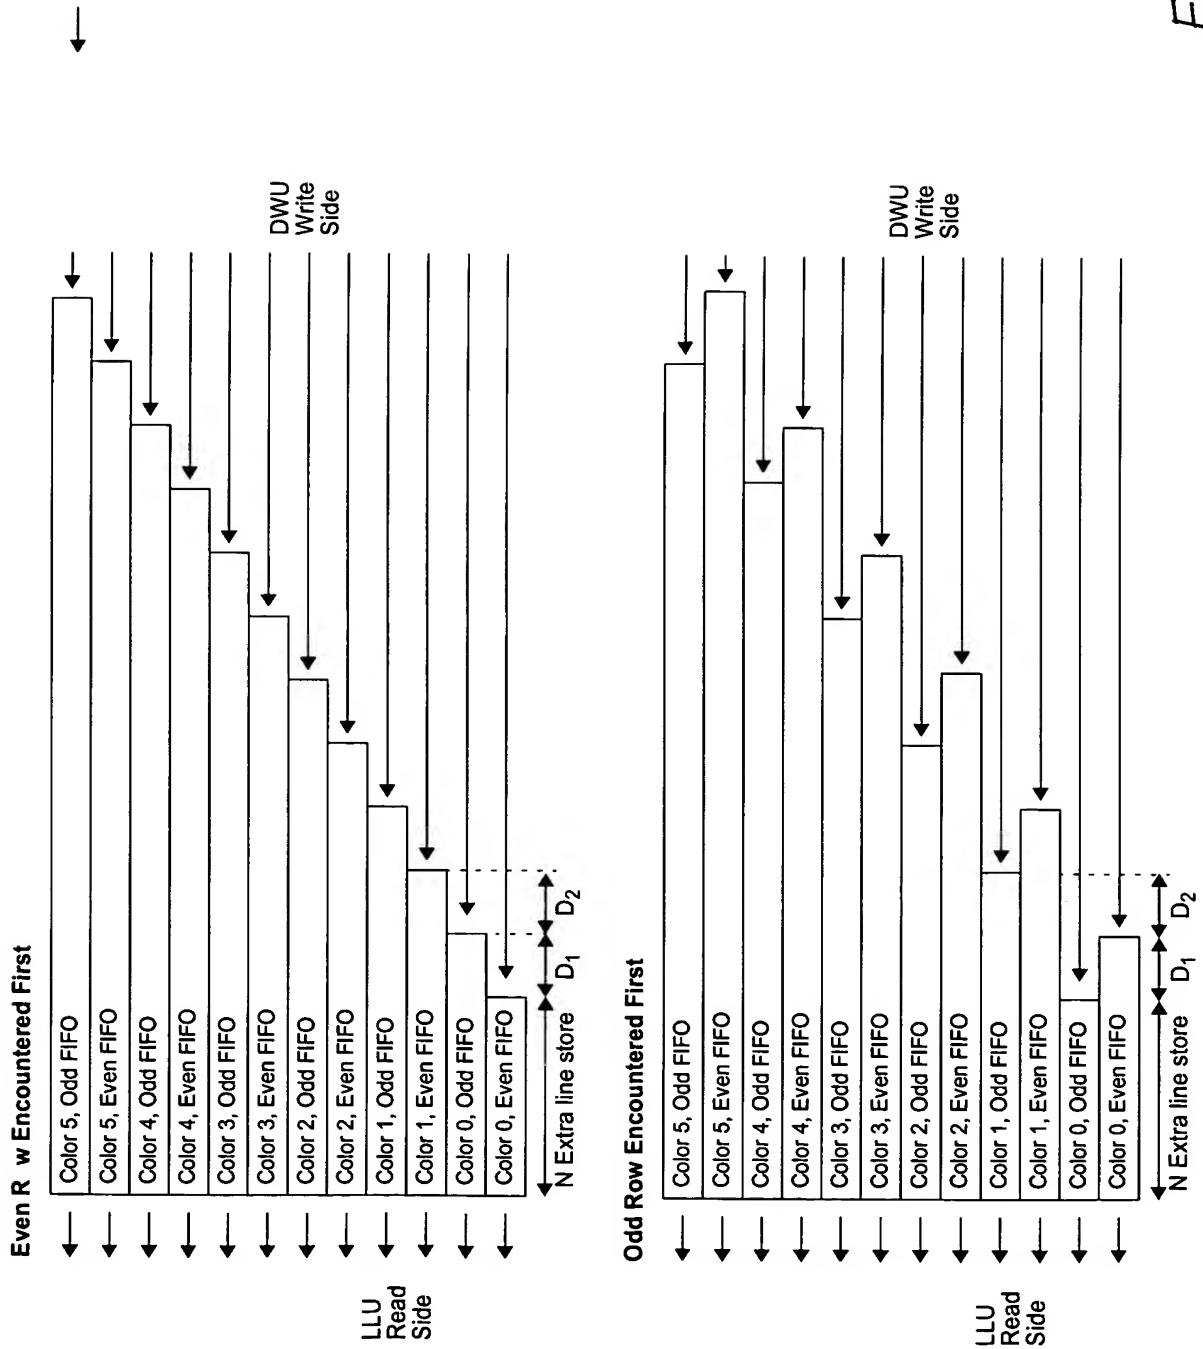 Even R w Encountered First
Color 5, Odd FIFO
Color 5, Even FIFO
Color 4, Odd FIFO
Color 4, Even FIFO
Color 3, Odd FIFO
Color 3, Even FIFO
Color 2, Odd FIFO
Color 2, Even FIFO
Color 1, Odd FIFO
Color 1, Even FIFO
Color 0, Odd FIFO
Color 0, Even FIFO
LLU
Read
Side
DWU
Write
Side
N Extra line store
D1
D2
Odd Row Encountered First
Color 5, Odd FIFO
Color 5, Even FIFO
Color 4, Odd FIFO
Color 4, Even FIFO
Color 3, Odd FIFO
Color 3, Even FIFO
Color 2, Odd FIFO
Color 2, Even FIFO
Color 1, Odd FIFO
Color 1, Even FIFO
Color 0, Odd FIFO
Color 0, Even FIFO
LLU
Read
Side
DWU
Write
Side
N Extra line store
D1
D2